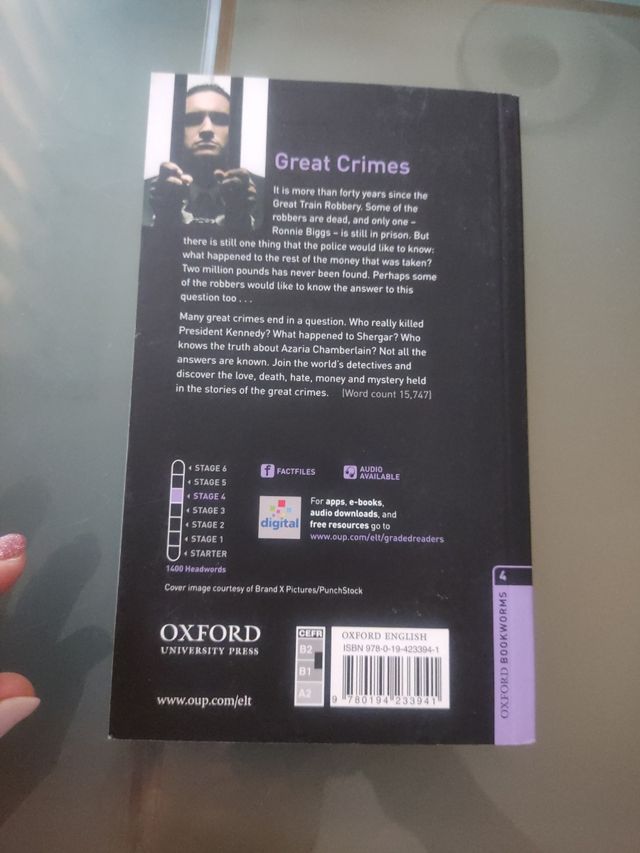 Great Crimes
It is more than forty years since the
Great Train Robbery. Some of the
robbers are dead, and only one –
Ronnie Biggs – is still in prison. But
there is still one thing that the police would like to know:
what happened to the rest of the money that was taken?
Two million pounds has never been found. Perhaps some
of the robbers would like to know the answer to this
question too . . .
Many great crimes end in a question. Who really killed
President Kennedy? What happened to Shergar? Who
knows the truth about Azaria Chamberlain? Not all the
answers are known. Join the world's detectives and
discover the love, death, hate, money and mystery held
in the stories of the great crimes. (Word count 15,747)
STAGE 6
STAGE 5
STAGE 4
STAGE 3
STAGE 2
STAGE 1
STARTER
1400 Headwords
f FACTFILES
AUDIO
AVAILABLE
digital
For apps, e-books,
audio downloads, and
free resources go to
www.oup.com/elt/gradedreaders
Cover image courtesy of Brand X Pictures/PunchStock
OXFORD
UNIVERSITY PRESS
www.oup.com/elt
CEFR
B2
B1
A2
OXFORD ENGLISH
ISBN 978-0-19-423394-1
9 780194 233941
4
OXFORD BOOKWORMS